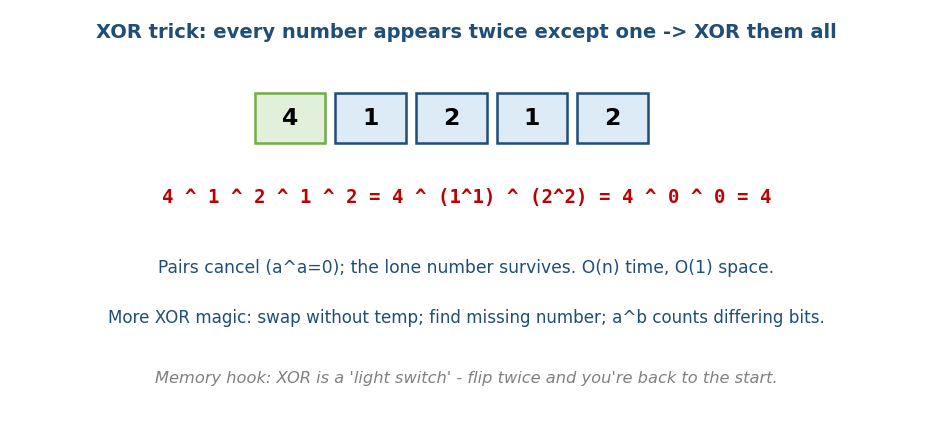 XOR trick: every number appears twice except one -> XOR them all
4 1 2 1 2
4 ^ 1 ^ 2 ^ 1 ^ 2 = 4 ^ (1^1) ^ (2^2) = 4 ^ 0 ^ 0 = 4
Pairs cancel (a^a=0); the lone number survives. O(n) time, O(1) space.
More XOR magic: swap without temp; find missing number; a^b counts differing bits.
Memory hook: XOR is a 'light switch' - flip twice and you're back to the start.